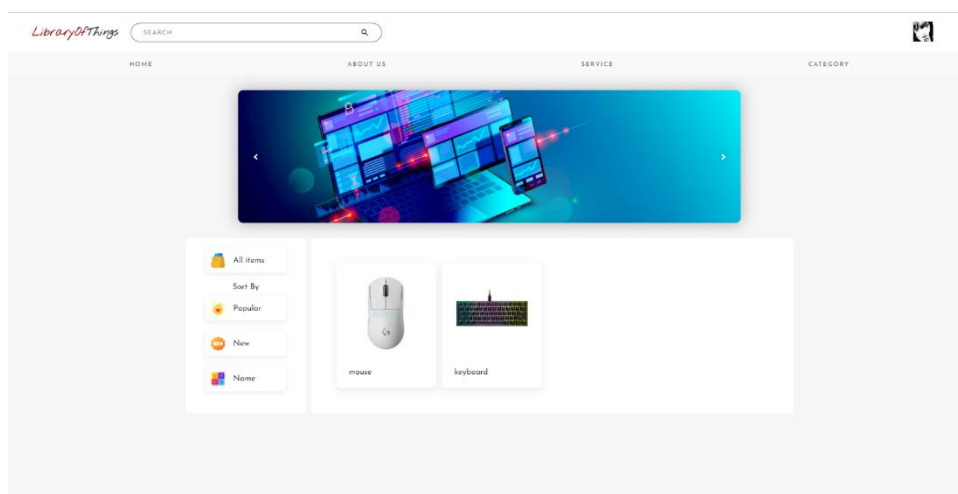 LibraryOfThings
SEARCH
HOME ABOUT US SERVICE CATEGORY
All items
Sort By
Popular
New
Name
mouse keyboard